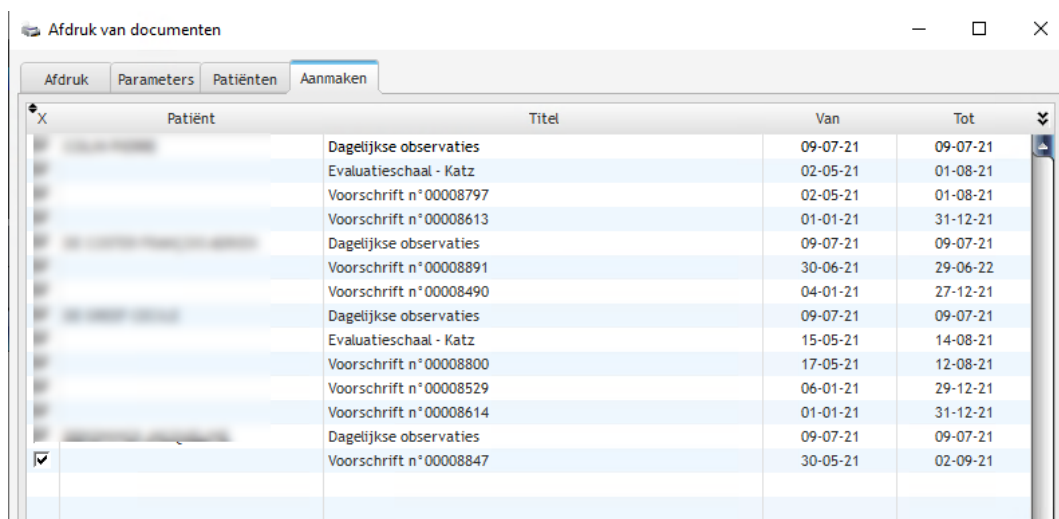 Afdruk van documenten
Afdruk Parameters Patiënten Aanmaken
X Patiënt Titel Van Tot
Dagelijkse observaties 09-07-21 09-07-21
Evaluatieschaal - Katz 02-05-21 01-08-21
Voorschrift n°00008797 02-05-21 01-08-21
Voorschrift n°00008613 01-01-21 31-12-21
Dagelijkse observaties 09-07-21 09-07-21
Voorschrift n°00008891 30-06-21 29-06-22
Voorschrift n°00008490 04-01-21 27-12-21
Dagelijkse observaties 09-07-21 09-07-21
Evaluatieschaal - Katz 15-05-21 14-08-21
Voorschrift n°00008800 17-05-21 12-08-21
Voorschrift n°00008529 06-01-21 29-12-21
Voorschrift n°00008614 01-01-21 31-12-21
Dagelijkse observaties 09-07-21 09-07-21
Voorschrift n°00008847 30-05-21 02-09-21